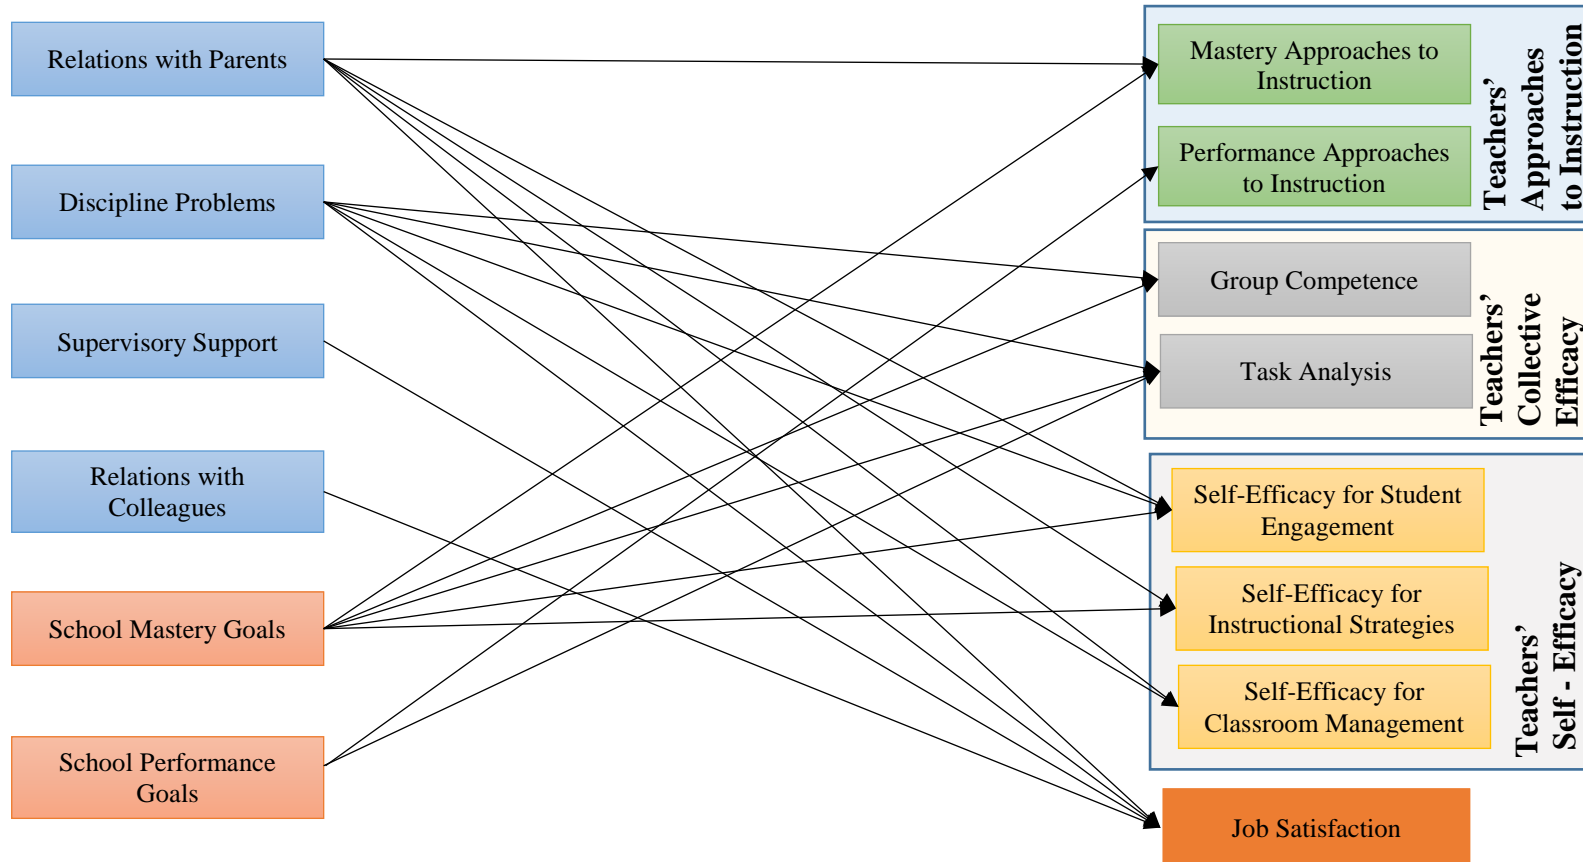 Relations with Parents
Discipline Problems
Supervisory Support
Relations with
Colleagues
School Mastery Goals
School Performance
Goals
Mastery Approaches to
Instruction
Performance Approaches
to Instruction
Teachers’
Approaches
to Instruction
Group Competence
Task Analysis
Teachers’
Collective
Efficacy
Self-Efficacy for Student
Engagement
Self-Efficacy for
Instructional Strategies
Self-Efficacy for
Classroom Management
Teachers’
Self - Efficacy
Job Satisfaction